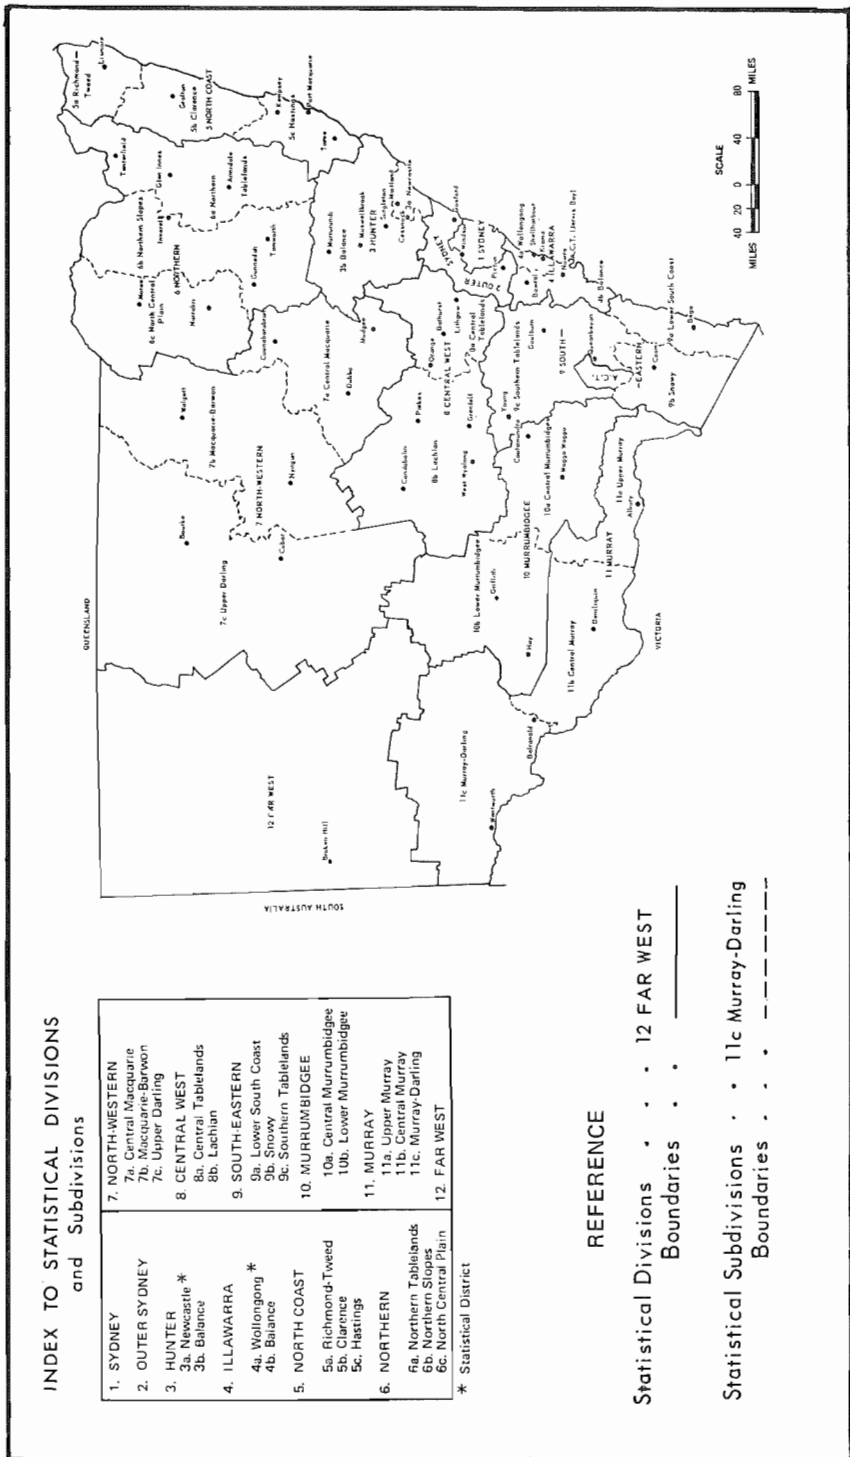 INDEX TO STATISTICAL DIVISIONS
and Subdivisions
1. SYDNEY
2. OUTER SYDNEY
3. HUNTER
3a. Newcastle *
3b. Balance
4. ILLAWARRA
4a. Wollongong *
4b. Balance
5. NORTH COAST
5a. Richmond-Tweed
5b. Clarence
5c. Hastings
6. NORTHERN
6a. Northern Tablelands
6b. Northern Slopes
6c. North Central Plain
7. NORTH-WESTERN
7a. Central Macquarie
7b. Macquarie-Barwon
7c. Upper Darling
8. CENTRAL WEST
8a. Central Tablelands
8b. Lachlan
9. SOUTH-EASTERN
9a. Lower South Coast
9b. Snowy
9c. Southern Tablelands
10. MURRUMBIDGEE
10a. Central Murrumbidgee
10b. Lower Murrumbidgee
11. MURRAY
11a. Upper Murray
11b. Central Murray
11c. Murray-Darling
12. FAR WEST
* Statistical District
REFERENCE
Statistical Divisions . . . 12 FAR WEST
Boundaries . .
Statistical Subdivisions . . 11c Murray-Darling
Boundaries . . .
QUEENSLAND
SOUTH AUSTRALIA
VICTORIA
12 FAR WEST
Broken Hill
11c Murray-Darling
Wentworth
Balranald
7c Upper Darling
Bourke
Cobar
7 NORTH-WESTERN
Nyngan
7b Macquarie-Barwon
Walgett
7a Central Macquarie
Dubbo
Mudgee
Coonabarabran
6c North Central
Plain
Moree
Narrabri
6 NORTHERN
6b Northern Slopes
Inverell
Gunnedah
Tamworth
6a Northern
Tablelands
Armidale
Glen Innes
Tenterfield
5a Richmond—
Tweed
Lismore
Grafton
5b Clarence
5 NORTH COAST
Kempsey
5c Hastings
Port Macquarie
Taree
Murrurundi
3b Balance
Muswellbrook
3 HUNTER
Singleton
Maitland
Cessnock
3a Newcastle
Gosford
2 OUTER
SYDNEY
Windsor
1 SYDNEY
Picton
4a Wollongong
Shellharbour
Kiama
4 ILLAWARRA
Bowral
Nowra
A.C.T. (Jervis Bay)
4b Balance
8 CENTRAL WEST
8a Central
Tablelands
Orange
Bathurst
Lithgow
Parkes
Condobolin
8b Lachlan
Grenfell
West Wyalong
9c Southern Tablelands
Young
Goulburn
9 SOUTH—
—EASTERN
Queanbeyan
A.C.T.
Cooma
9b Snowy
9a Lower South Coast
Bega
Cootamundra
10a Central Murrumbidgee
Wagga Wagga
10 MURRUMBIDGEE
10b Lower Murrumbidgee
Griffith
Hay
11a Upper Murray
Albury
11 MURRAY
Deniliquin
11b Central Murray
SCALE
40 0 40 80
MILES MILES